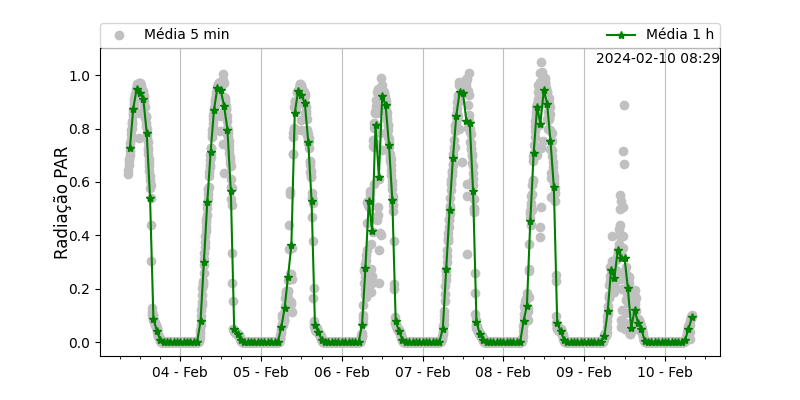 Média 5 min
Média 1 h
2024-02-10 08:29
Radiação PAR
1.0
0.8
0.6
0.4
0.2
0.0
04 - Feb
05 - Feb
06 - Feb
07 - Feb
08 - Feb
09 - Feb
10 - Feb